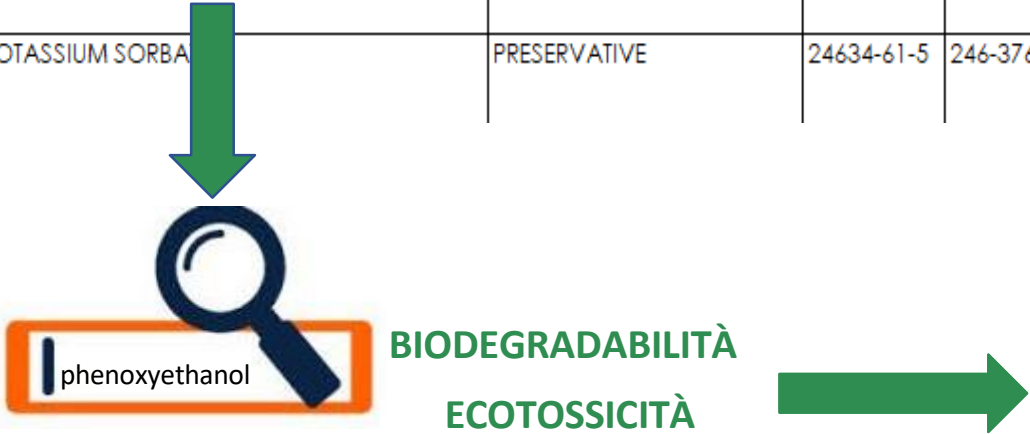 OTASSIUM SORBA PRESERVATIVE 24634-61-5 246-376
phenoxyethanol
BIODEGRADABILITÀ
ECOTOSSICITÀ